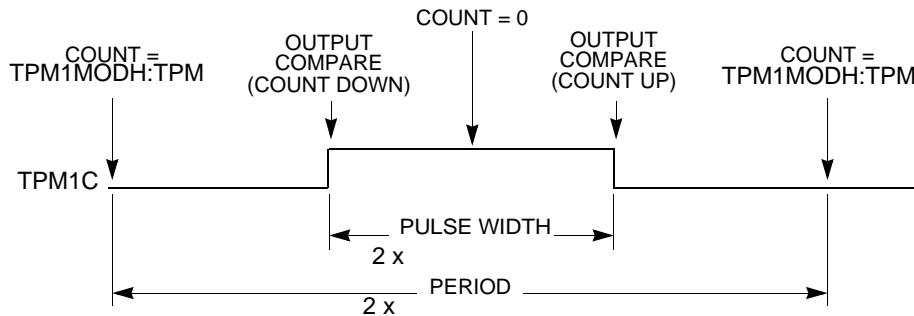 COUNT = 0
COUNT =
TPM1MODH:TPM
OUTPUT
COMPARE
(COUNT DOWN)
OUTPUT
COMPARE
(COUNT UP)
COUNT =
TPM1MODH:TPM
TPM1C
PULSE WIDTH
2 x
PERIOD
2 x